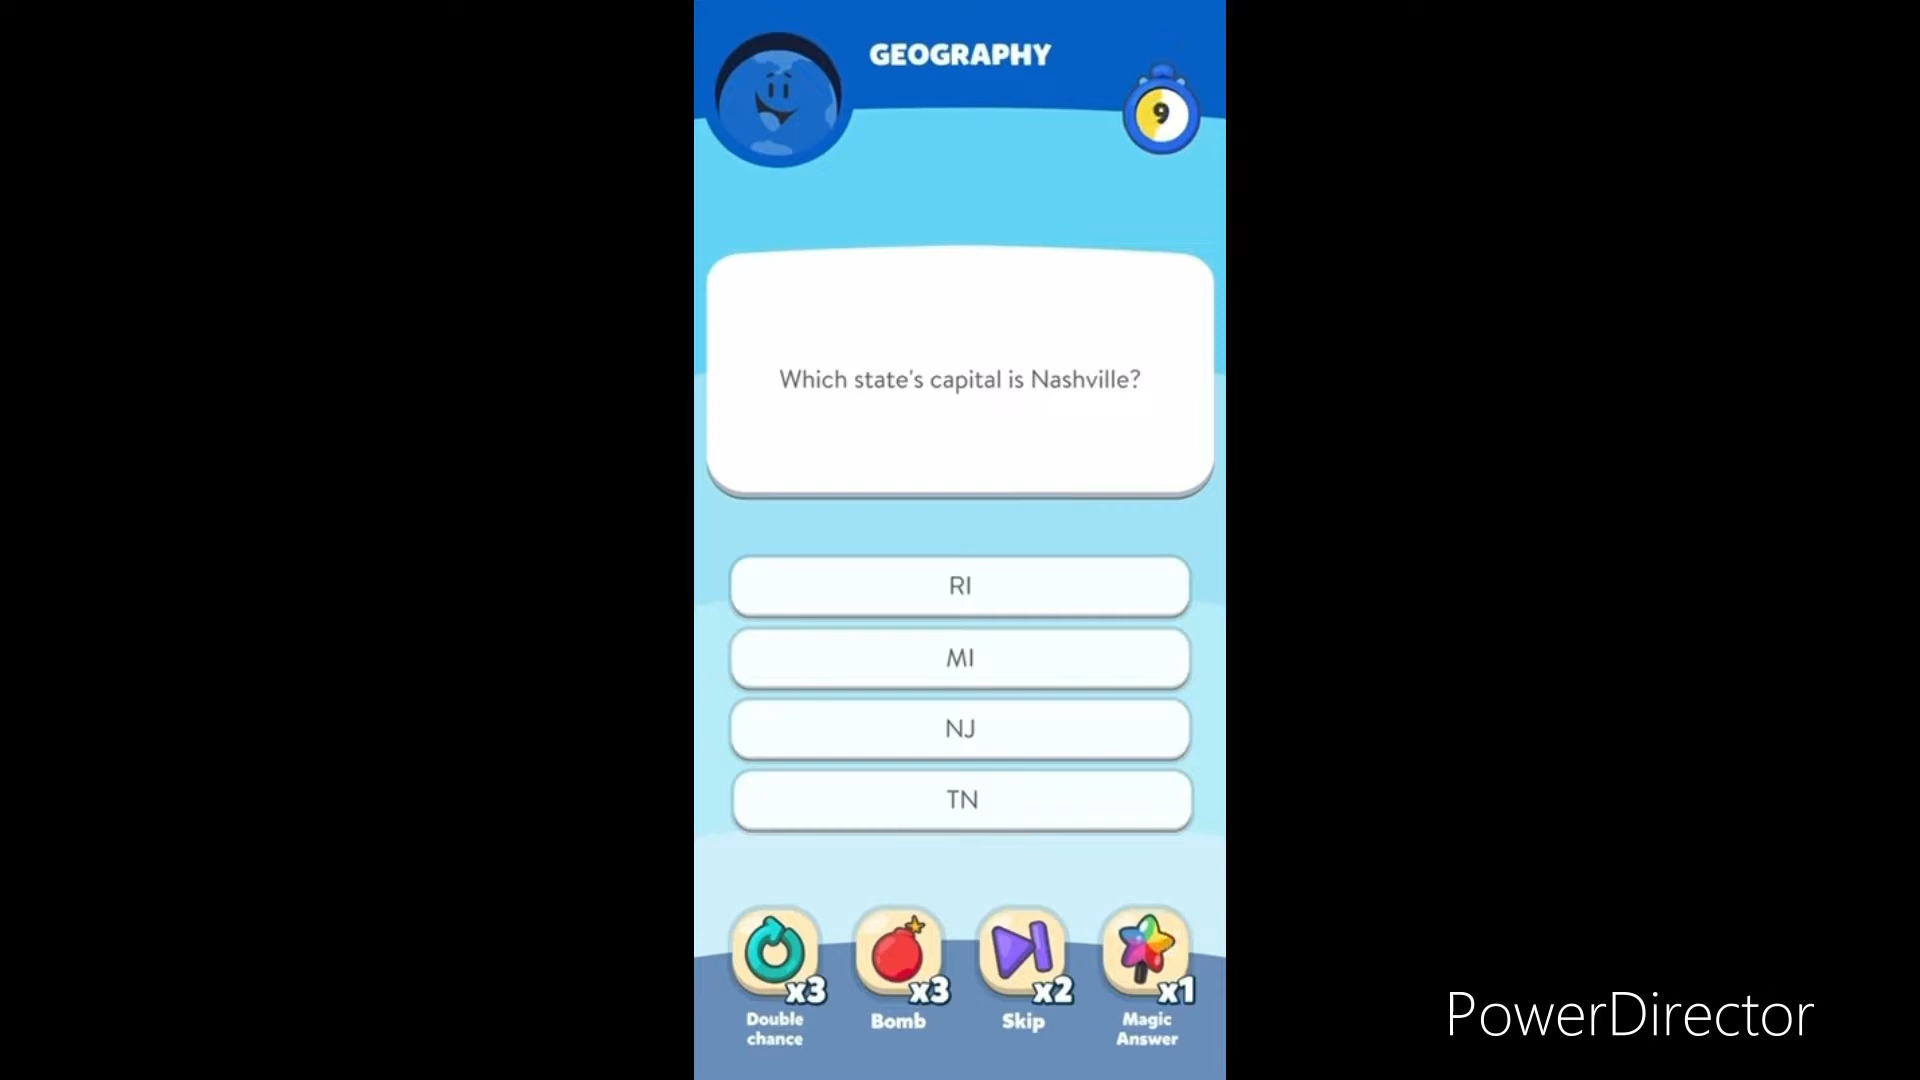 GEOGRAPHY
9
Which state's capital is Nashville?
RI
MI
NJ
TN
x3
x3
x2
x1
Double
chance
Bomb
Skip
Magic
Answer
PowerDirector